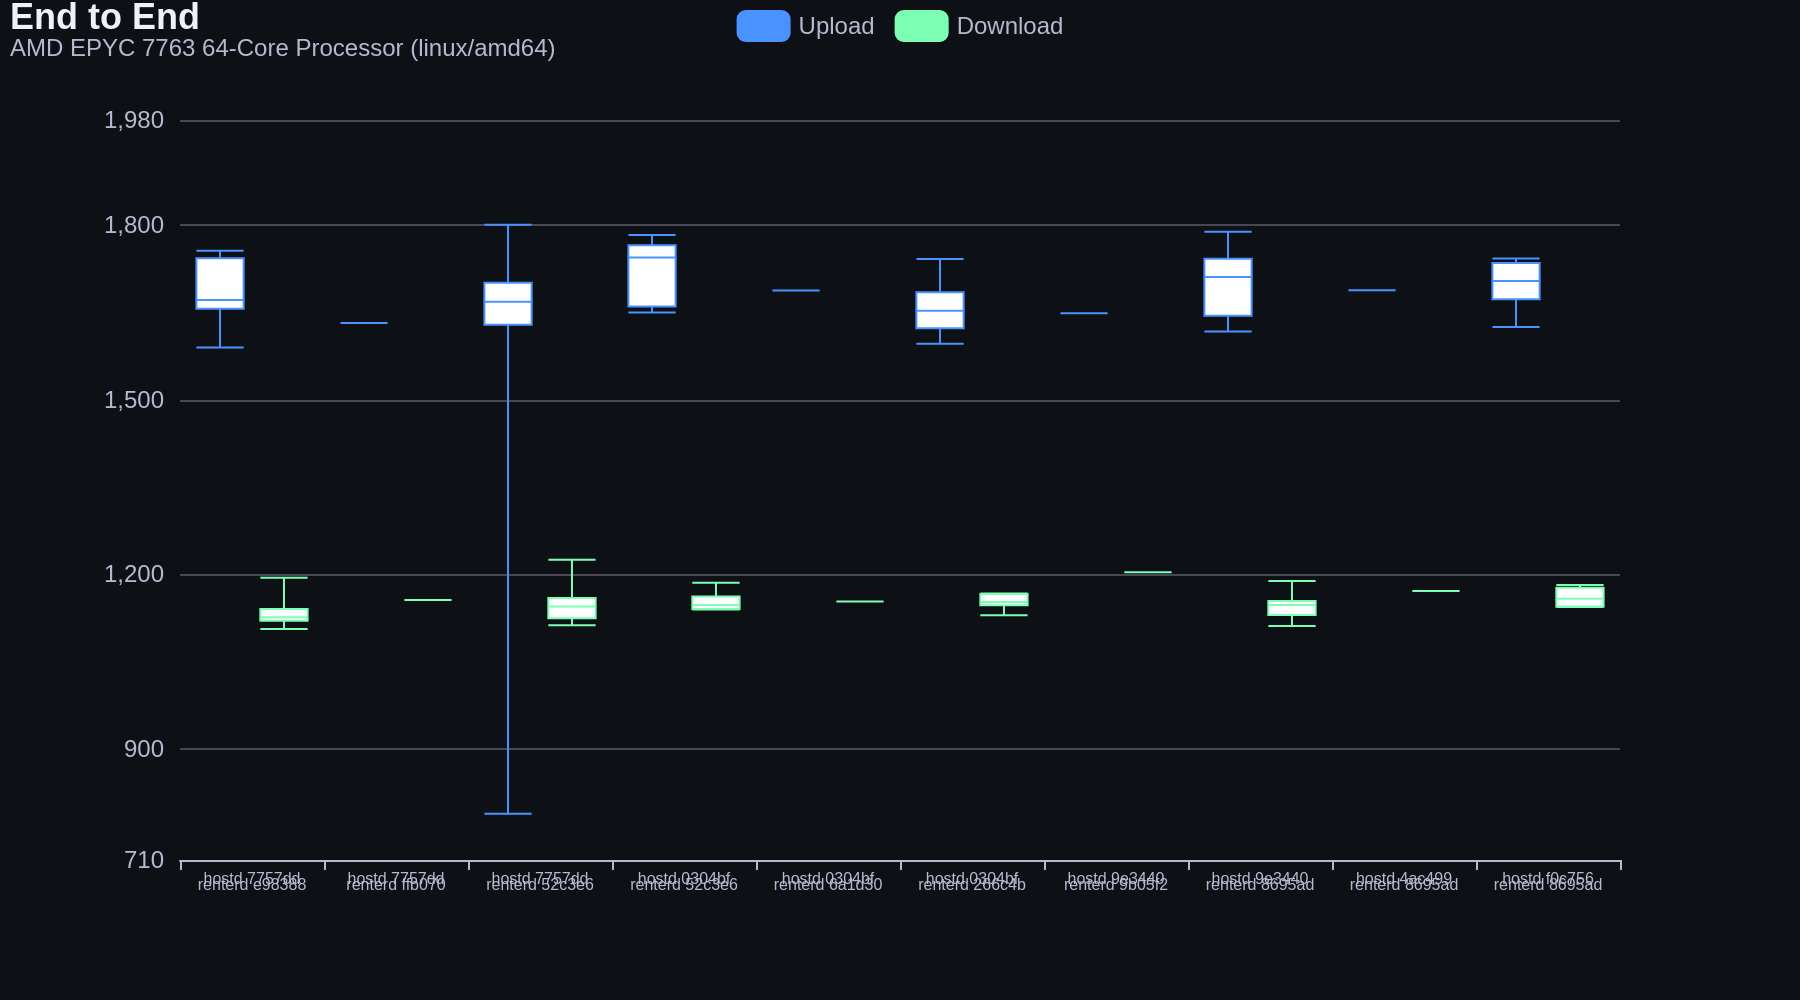 End to End
AMD EPYC 7763 64-Core Processor (linux/amd64)
Upload
Download
1,980
1,800
1,500
1,200
900
710
hostd 7757dd
renterd e98388
hostd 7757dd
renterd
hostd 7757dd
renterd 52c3e6
hostd 0304bf
renterd 52c3e6
hostd 0304bf
renterd 6a1d30
hostd 0304bf
renterd 266c4b
hostd 9e3440
renterd 9b05f2
hostd 9e3440
renterd 8695ad
hostd 4ac499
renterd 8695ad
hostd f0c756
renterd 8695ad